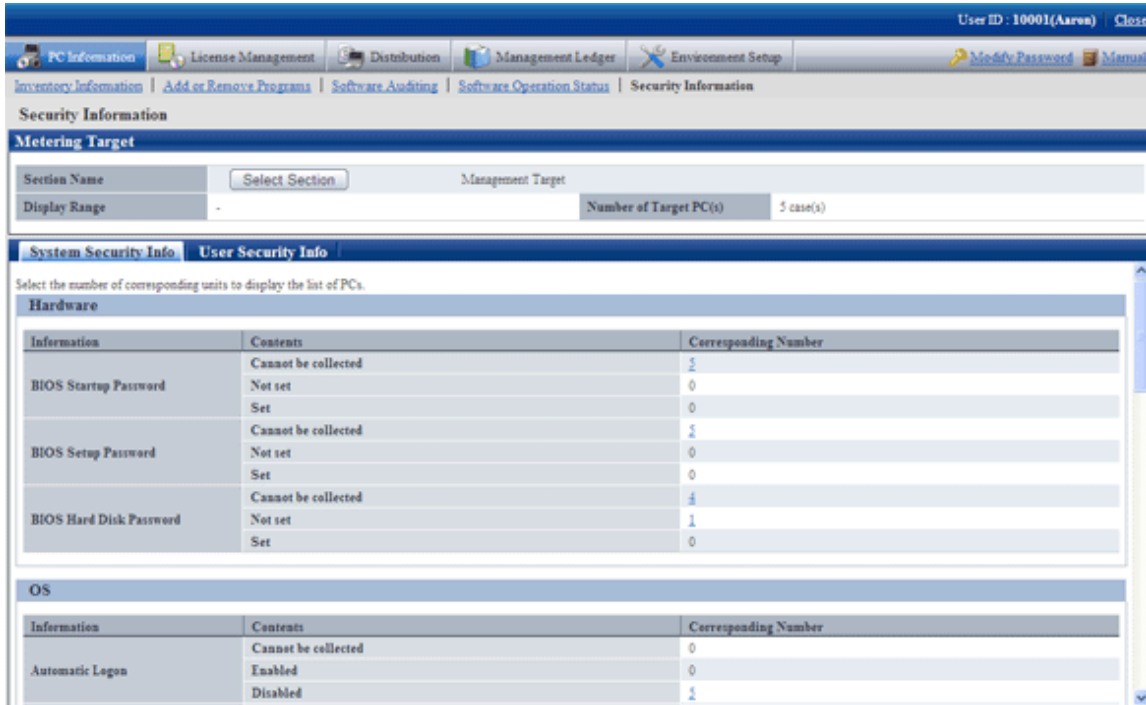 User ID : 10001(Aaron) Close
PC Information License Management Distribution Management Ledger Environment Setup Modify Password Manual
Inventory Information | Add or Remove Programs | Software Auditing | Software Operation Status | Security Information
Security Information
Metering Target
Section Name Select Section Management Target
Display Range - Number of Target PC(s) 5 case(s)
System Security Info User Security Info
Select the number of corresponding units to display the list of PCs.
Hardware
Information Contents Corresponding Number
Cannot be collected 5
BIOS Startup Password Not set 0
Set 0
Cannot be collected 5
BIOS Setup Password Not set 0
Set 0
Cannot be collected 4
BIOS Hard Disk Password Not set 1
Set 0
OS
Information Contents Corresponding Number
Cannot be collected 0
Automatic Logon Enabled 0
Disabled 5